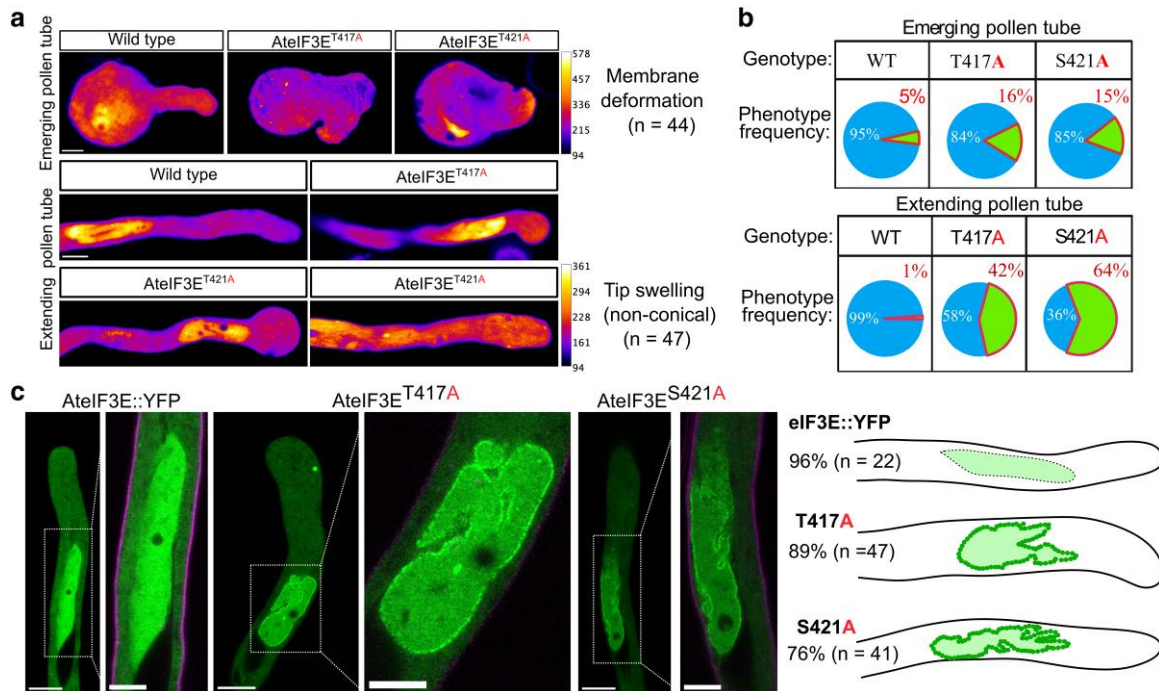 a
Emerging pollen tube
Wild type
AteIF3E^T417A
AteIF3E^T421A
578
457
336
215
94
Membrane
deformation
(n = 44)
Extending pollen tube
Wild type
AteIF3E^T417A
AteIF3E^T421A
AteIF3E^T421A
361
294
228
161
94
Tip swelling
(non-conical)
(n = 47)
b
Emerging pollen tube
Genotype: WT T417A S421A
Phenotype
frequency:
5% 16% 15%
95% 84% 85%
Extending pollen tube
Genotype: WT T417A S421A
Phenotype
frequency:
1% 42% 64%
99% 58% 36%
c
AteIF3E::YFP
AteIF3E^T417A
AteIF3E^S421A
eIF3E::YFP
96% (n = 22)
T417A
89% (n =47)
S421A
76% (n = 41)